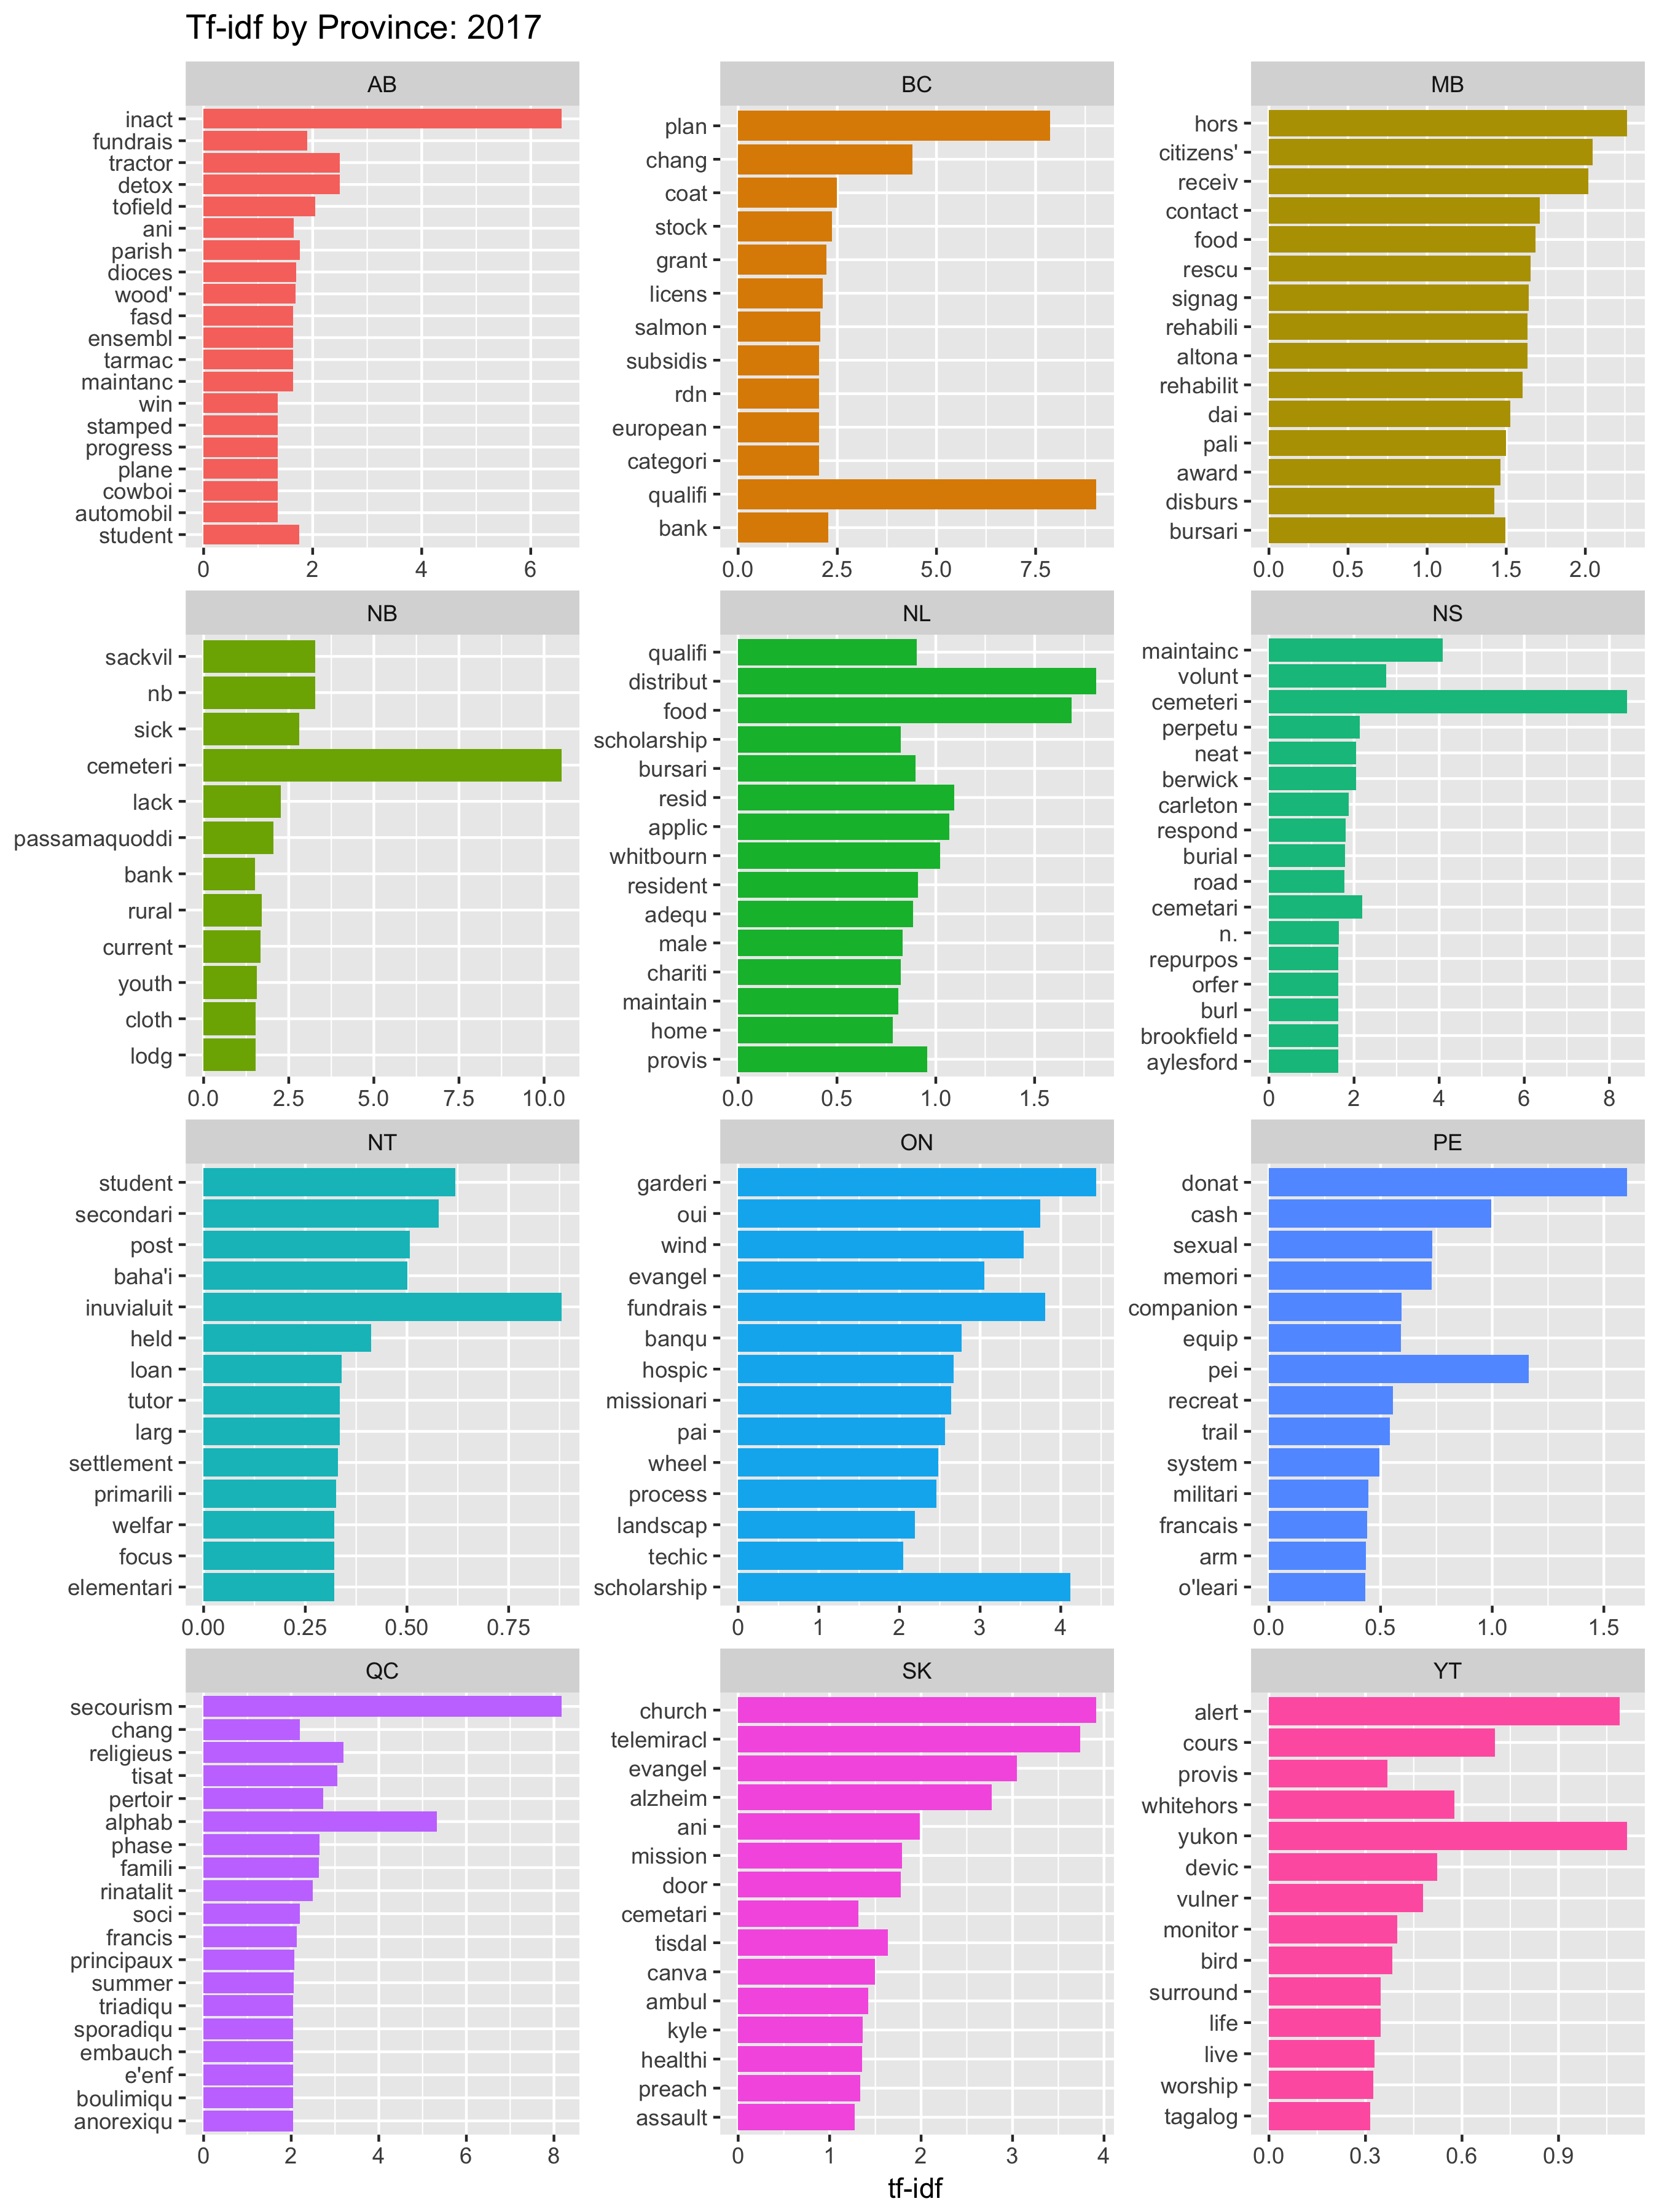 Tf-idf by Province: 2017
AB
inact
fundrais
tractor
detox
tofield
ani
parish
dioces
wood'
fasd
ensembl
tarmac
maintanc
win
stamped
progress
plane
cowboi
automobil
student
0 2 4 6
BC
plan
chang
coat
stock
grant
licens
salmon
subsidis
rdn
european
categori
qualifi
bank
0.0 2.5 5.0 7.5
MB
hors
citizens'
receiv
contact
food
rescu
signag
rehabili
altona
rehabilit
dai
pali
award
disburs
bursari
0.0 0.5 1.0 1.5 2.0
NB
sackvil
nb
sick
cemeteri
lack
passamaquoddi
bank
rural
current
youth
cloth
lodg
0.0 2.5 5.0 7.5 10.0
NL
qualifi
distribut
food
scholarship
bursari
resid
applic
whitbourn
resident
adequ
male
chariti
maintain
home
provis
0.0 0.5 1.0 1.5
NS
maintainc
volunt
cemeteri
perpetu
neat
berwick
carleton
respond
burial
road
cemetari
n.
repurpos
orfer
burl
brookfield
aylesford
0 2 4 6 8
NT
student
secondari
post
baha'i
inuvialuit
held
loan
tutor
larg
settlement
primarili
welfar
focus
elementari
0.00 0.25 0.50 0.75
ON
garderi
oui
wind
evangel
fundrais
banqu
hospic
missionari
pai
wheel
process
landscap
techic
scholarship
0 1 2 3 4
PE
donat
cash
sexual
memori
companion
equip
pei
recreat
trail
system
militari
francais
arm
o'leari
0.0 0.5 1.0 1.5
QC
secourism
chang
religieus
tisat
pertoir
alphab
phase
famili
rinatalit
soci
francis
principaux
summer
triadiqu
sporadiqu
embauch
e'enf
boulimiqu
anorexiqu
0 2 4 6 8
SK
church
telemiracl
evangel
alzheim
ani
mission
door
cemetari
tisdal
canva
ambul
kyle
healthi
preach
assault
0 1 2 3 4
YT
alert
cours
provis
whitehors
yukon
devic
vulner
monitor
bird
surround
life
live
worship
tagalog
0.0 0.3 0.6 0.9
tf-idf